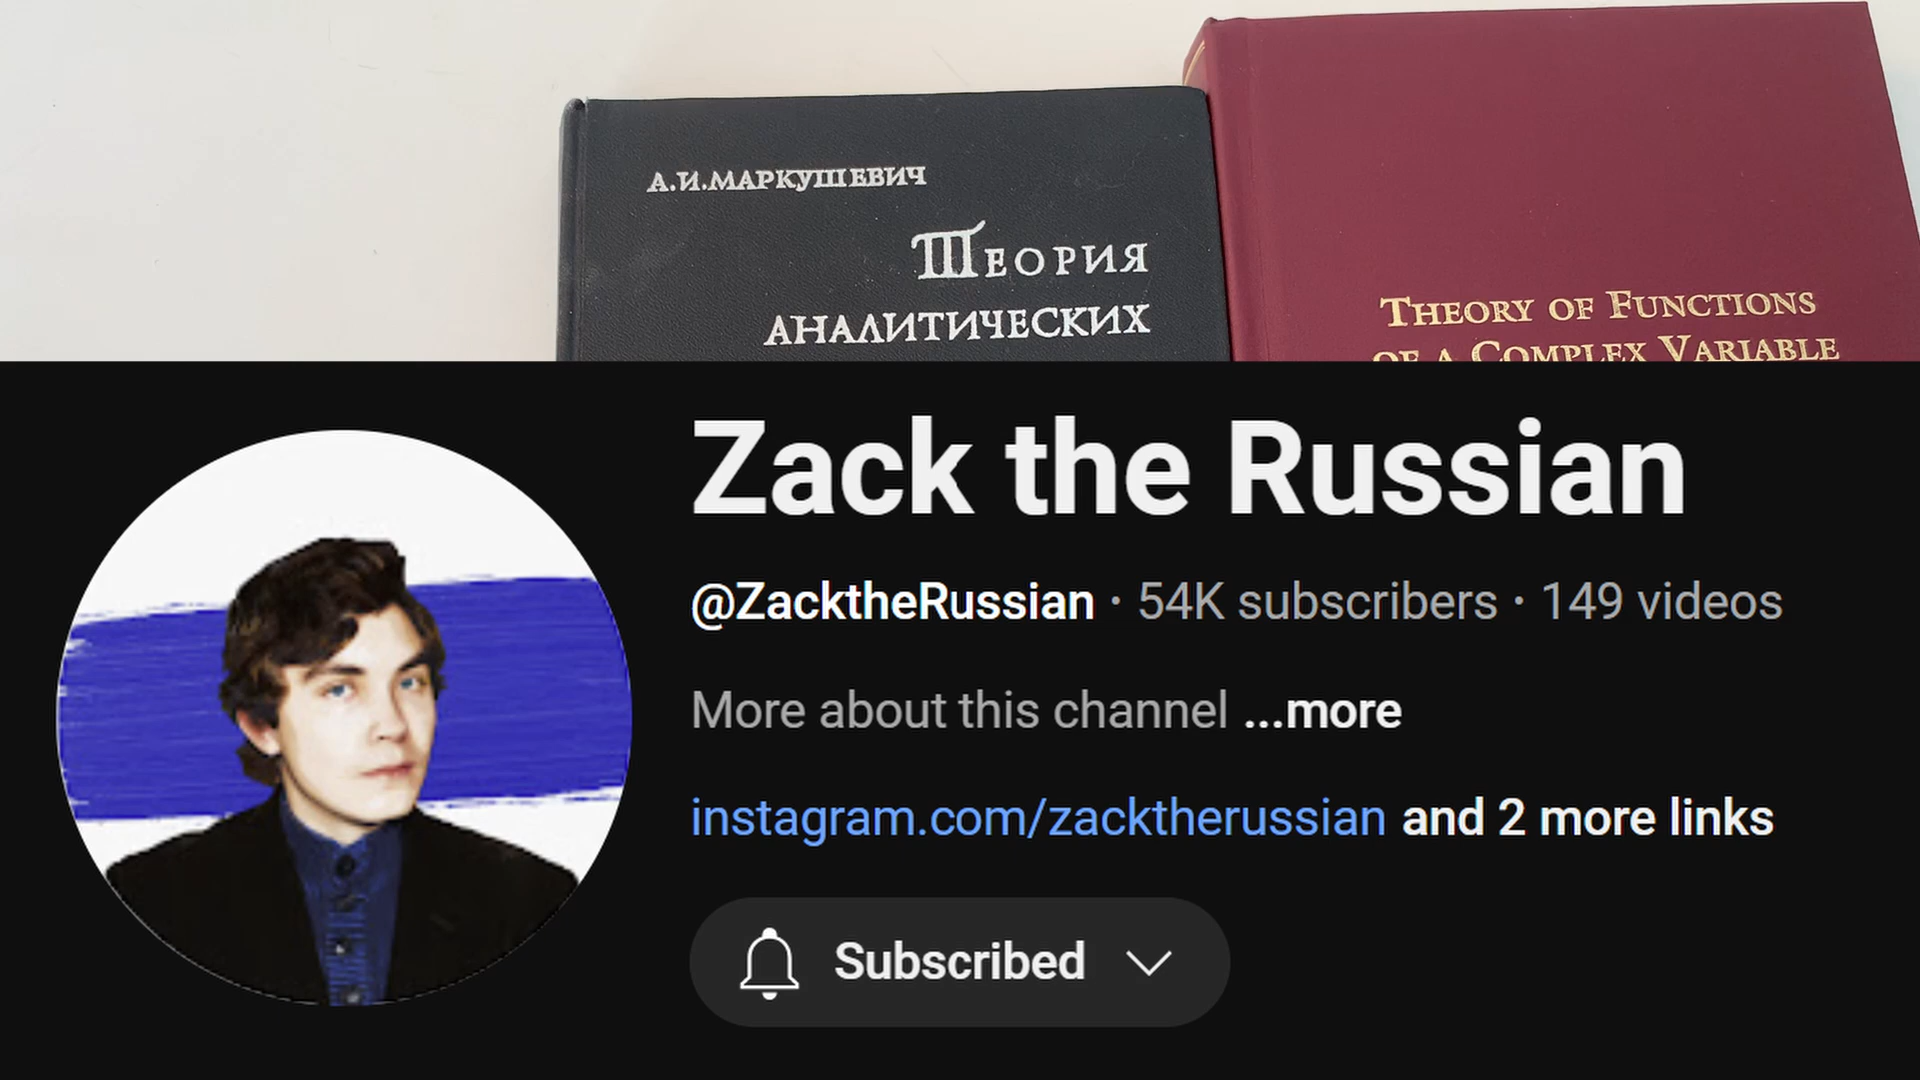 А.И.МАРКУШЕВИЧ
ТЕОРИЯ
АНАЛИТИЧЕСКИХ
THEORY OF FUNCTIONS
OF A COMPLEX VARIABLE
Zack the Russian
@ZacktheRussian · 54K subscribers · 149 videos
More about this channel ...more
instagram.com/zacktherussian and 2 more links
Subscribed